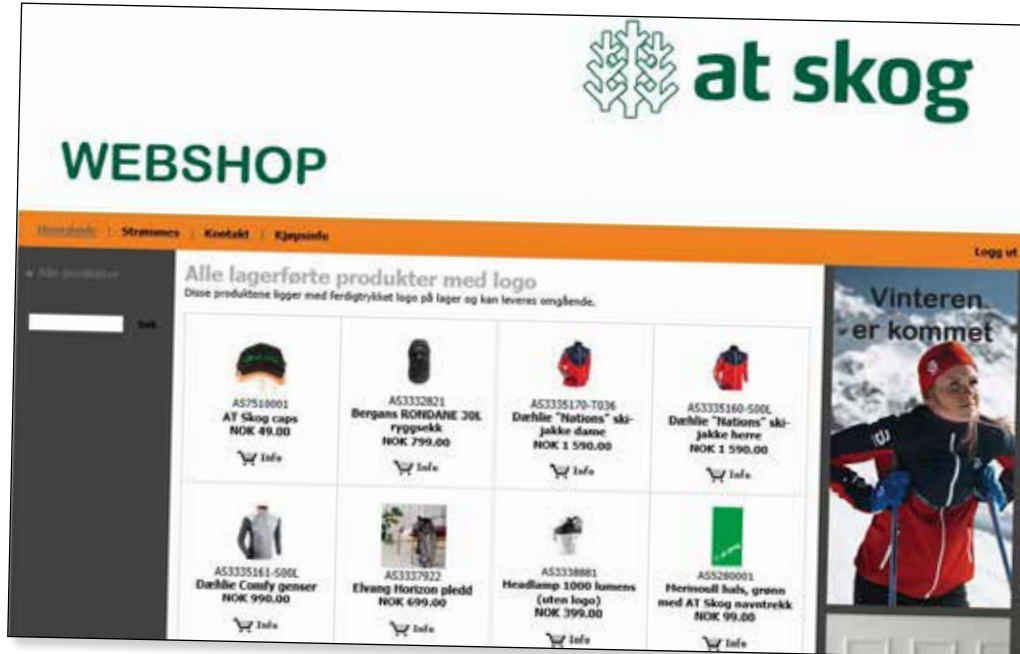 at skog
WEBSHOP
Hovedside | Strømmes | Kontakt | Kjøpsinfo
Logg ut
Alle produkter
Søk
Alle lagerførte produkter med logo
Disse produktene ligger med ferdigtrykket logo på lager og kan leveres omgående.
AS7510001
AT Skog caps
NOK 49.00
Info
AS3332821
Bergans RONDANE 30L
ryggsekk
NOK 799.00
Info
AS3335170-T036
Dæhlie "Nations" ski-
jakke dame
NOK 1 590.00
Info
AS3335160-S00L
Dæhlie "Nations" ski-
jakke herre
NOK 1 590.00
Info
AS3335161-S00L
Dæhlie Comfy genser
NOK 990.00
Info
AS3337922
Elvang Horizon pledd
NOK 699.00
Info
AS3338881
Headlamp 1000 lumens
(uten logo)
NOK 399.00
Info
AS5280001
Merinoull hals, grønn
med AT Skog navntrekk
NOK 99.00
Info
Vinteren
er kommet